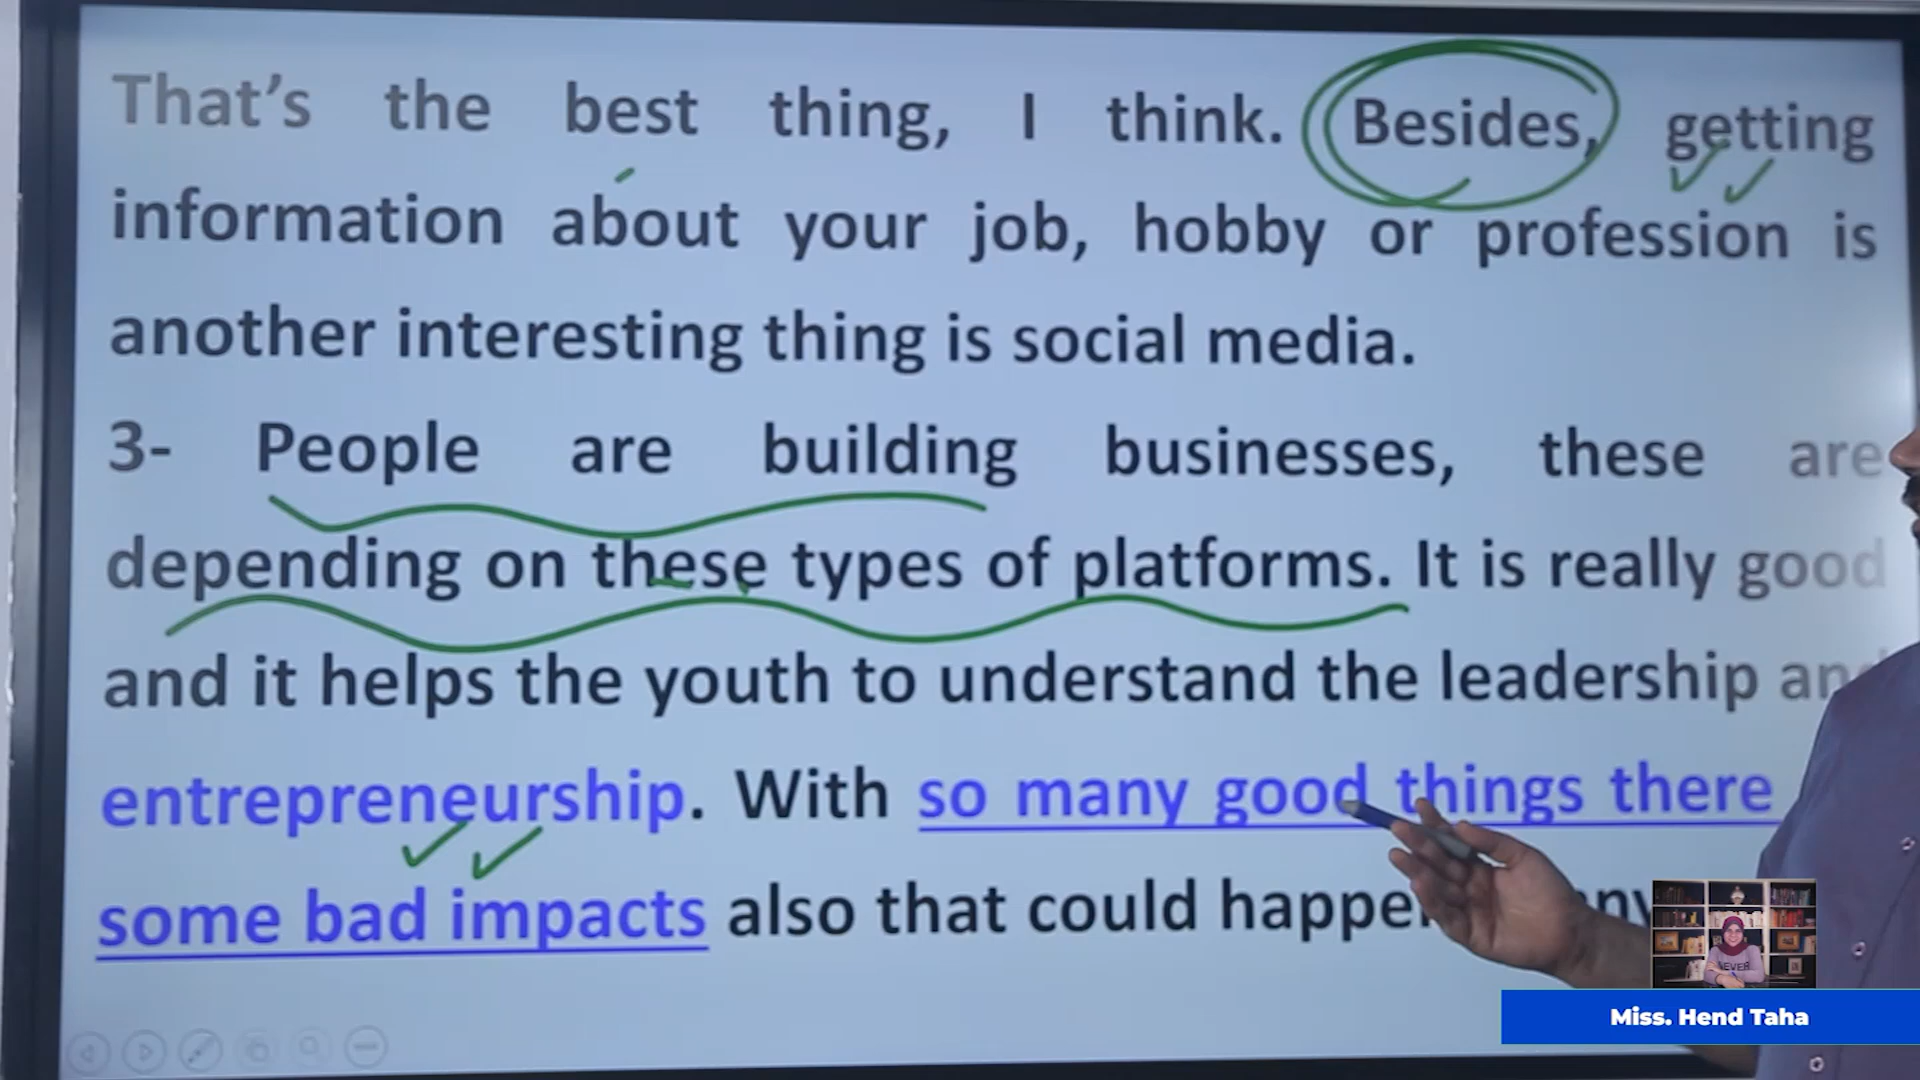 That's the best thing, I think. Besides, getting
information about your job, hobby or profession is
another interesting thing is social media.
3- People are building businesses, these are
depending on these types of platforms. It is really good
and it helps the youth to understand the leadership
entrepreneurship. With so many good things there
some bad impacts also that could
Miss. Hend Taha